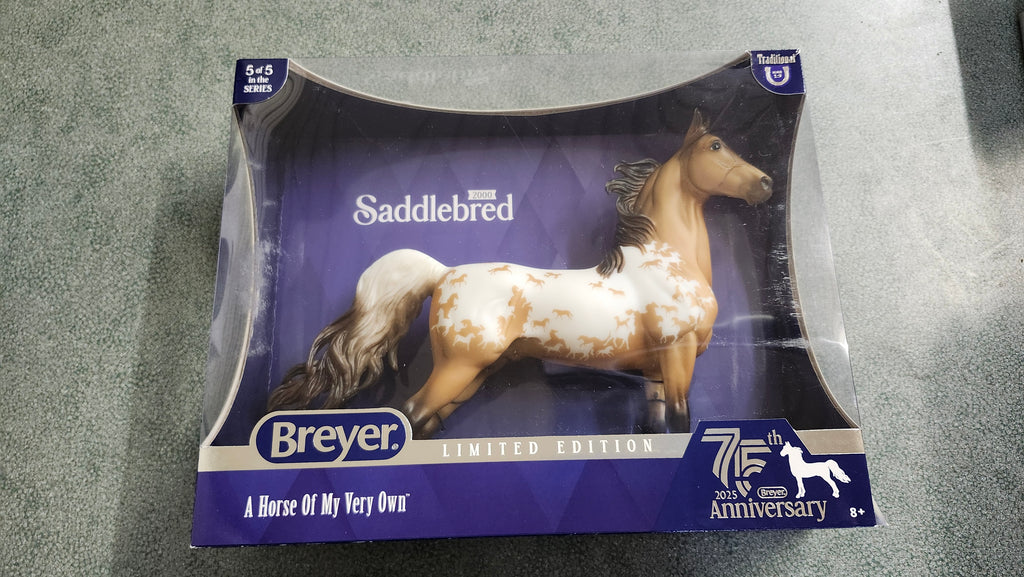 5 of 5
in the
SERIES
Traditional
2000
Saddlebred
Breyer®
LIMITED EDITION
A Horse Of My Very Own™
75th
2025 Breyer
Anniversary
8+